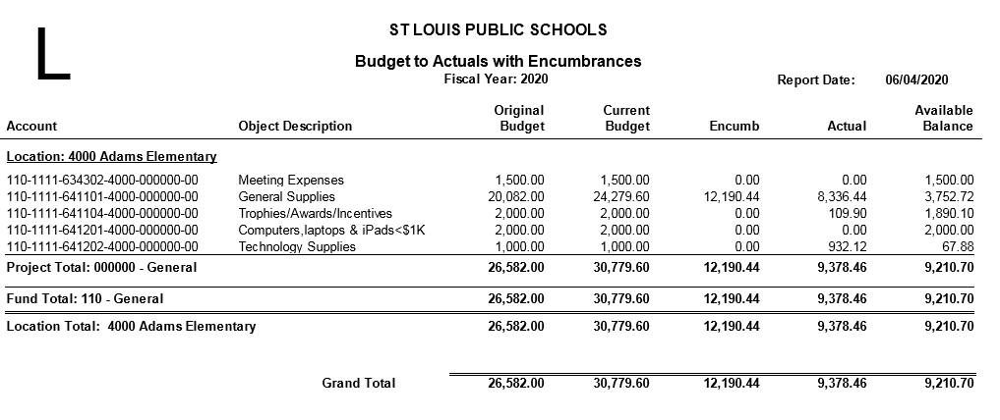 L
ST LOUIS PUBLIC SCHOOLS
Budget to Actuals with Encumbrances
Fiscal Year: 2020
Report Date: 06/04/2020
Account Object Description Original Budget Current Budget Encumb Actual Available Balance
Location: 4000 Adams Elementary
110-1111-634302-4000-000000-00 Meeting Expenses 1,500.00 1,500.00 0.00 0.00 1,500.00
110-1111-641101-4000-000000-00 General Supplies 20,082.00 24,279.60 12,190.44 8,336.44 3,752.72
110-1111-641104-4000-000000-00 Trophies/Awards/Incentives 2,000.00 2,000.00 0.00 109.90 1,890.10
110-1111-641201-4000-000000-00 Computers,laptops & iPads<$1K 2,000.00 2,000.00 0.00 0.00 2,000.00
110-1111-641202-4000-000000-00 Technology Supplies 1,000.00 1,000.00 0.00 932.12 67.88
Project Total: 000000 - General 26,582.00 30,779.60 12,190.44 9,378.46 9,210.70
Fund Total: 110 - General 26,582.00 30,779.60 12,190.44 9,378.46 9,210.70
Location Total: 4000 Adams Elementary 26,582.00 30,779.60 12,190.44 9,378.46 9,210.70
Grand Total 26,582.00 30,779.60 12,190.44 9,378.46 9,210.70